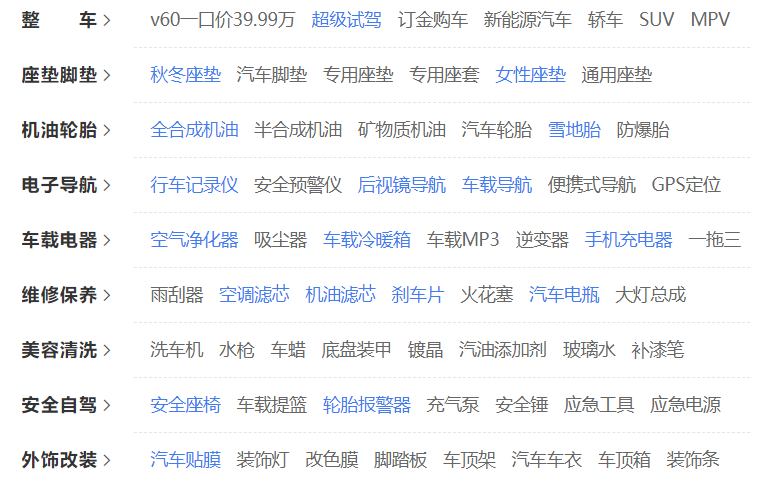 整 车 > v60一口价39.99万 超级试驾 订金购车 新能源汽车 轿车 SUV MPV
座垫脚垫 > 秋冬座垫 汽车脚垫 专用座垫 专用座套 女性座垫 通用座垫
机油轮胎 > 全合成机油 半合成机油 矿物质机油 汽车轮胎 雪地胎 防爆胎
电子导航 > 行车记录仪 安全预警仪 后视镜导航 车载导航 便携式导航 GPS定位
车载电器 > 空气净化器 吸尘器 车载冷暖箱 车载MP3 逆变器 手机充电器 一拖三
维修保养 > 雨刮器 空调滤芯 机油滤芯 刹车片 火花塞 汽车电瓶 大灯总成
美容清洗 > 洗车机 水枪 车蜡 底盘装甲 镀晶 汽油添加剂 玻璃水 补漆笔
安全自驾 > 安全座椅 车载提篮 轮胎报警器 充气泵 安全锤 应急工具 应急电源
外饰改装 > 汽车贴膜 装饰灯 改色膜 脚踏板 车顶架 汽车车衣 车顶箱 装饰条